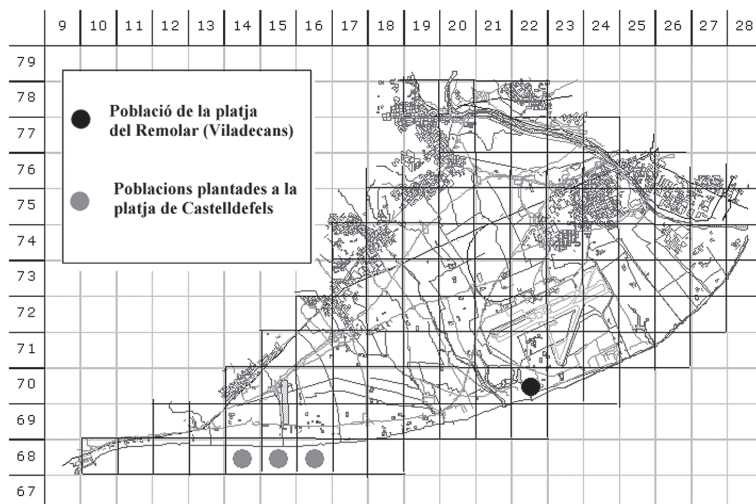 9 10 11 12 13 14 15 16 17 18 19 20 21 22 23 24 25 26 27 28
79
78
Població de la platja
del Remolar (Viladecans)
77
76
Poblacions plantades a la
platja de Castelldefels
75
74
73
72
71
70
69
68
67